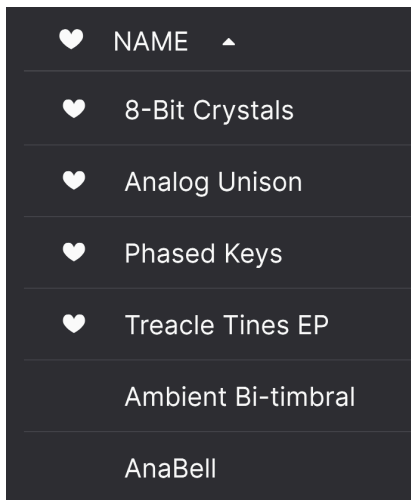 NAME
8-Bit Crystals
Analog Unison
Phased Keys
Treacle Tines EP
Ambient Bi-timbral
AnaBell